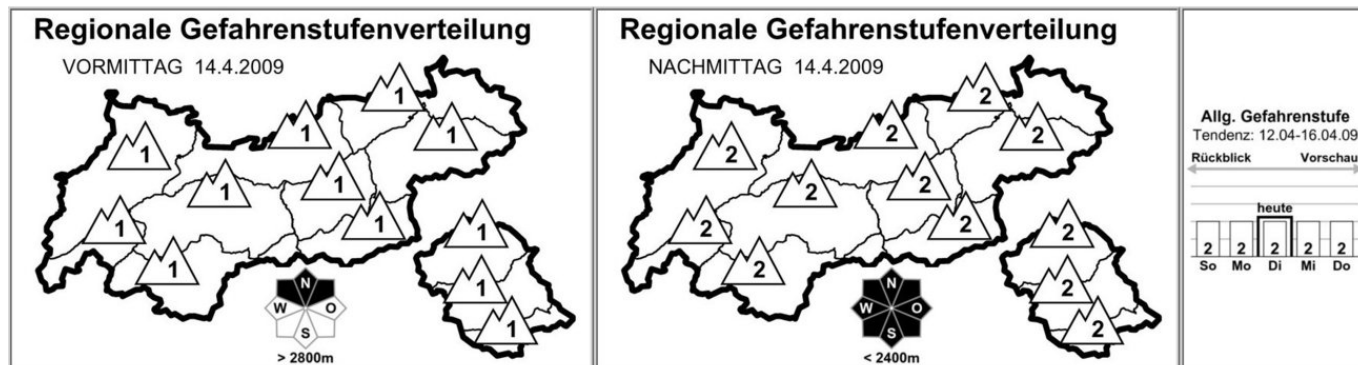 Regionale Gefahrenstufenverteilung
VORMITTAG 14.4.2009
1
1
1
1
1
1
1
1
1
1
1
1
N
W O
S
> 2800m
Regionale Gefahrenstufenverteilung
NACHMITTAG 14.4.2009
2
2
2
2
2
2
2
2
2
2
2
2
N
W O
S
< 2400m
Allg. Gefahrenstufe
Tendenz: 12.04-16.04.09
Rückblick Vorschau
heute
2 2 2 2 2
So Mo Di Mi Do